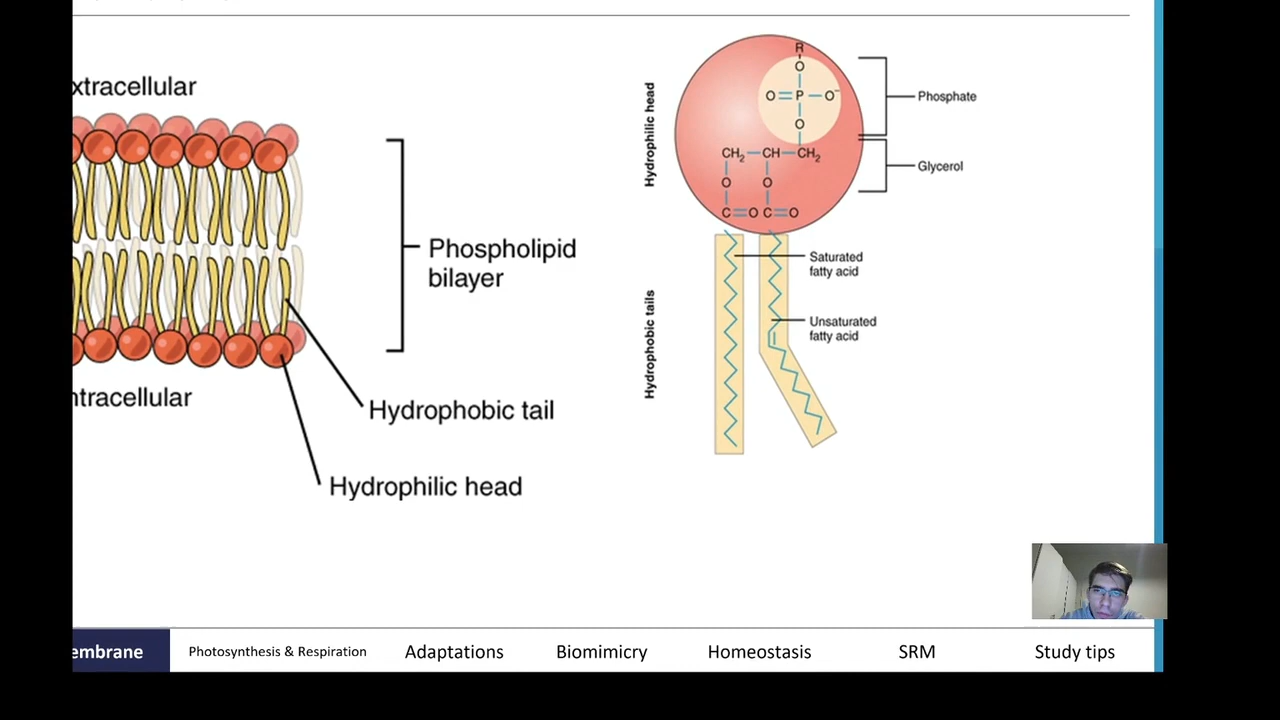 xtracellular
Phospholipid
bilayer
ntracellular
Hydrophobic tail
Hydrophilic head
Hydrophilic head
Hydrophobic tails
R
O
O=P—O⁻
O
CH₂—CH—CH₂
O O
C=O C=O
Phosphate
Glycerol
Saturated
fatty acid
Unsaturated
fatty acid
embrane Photosynthesis & Respiration Adaptations Biomimicry Homeostasis SRM Study tips